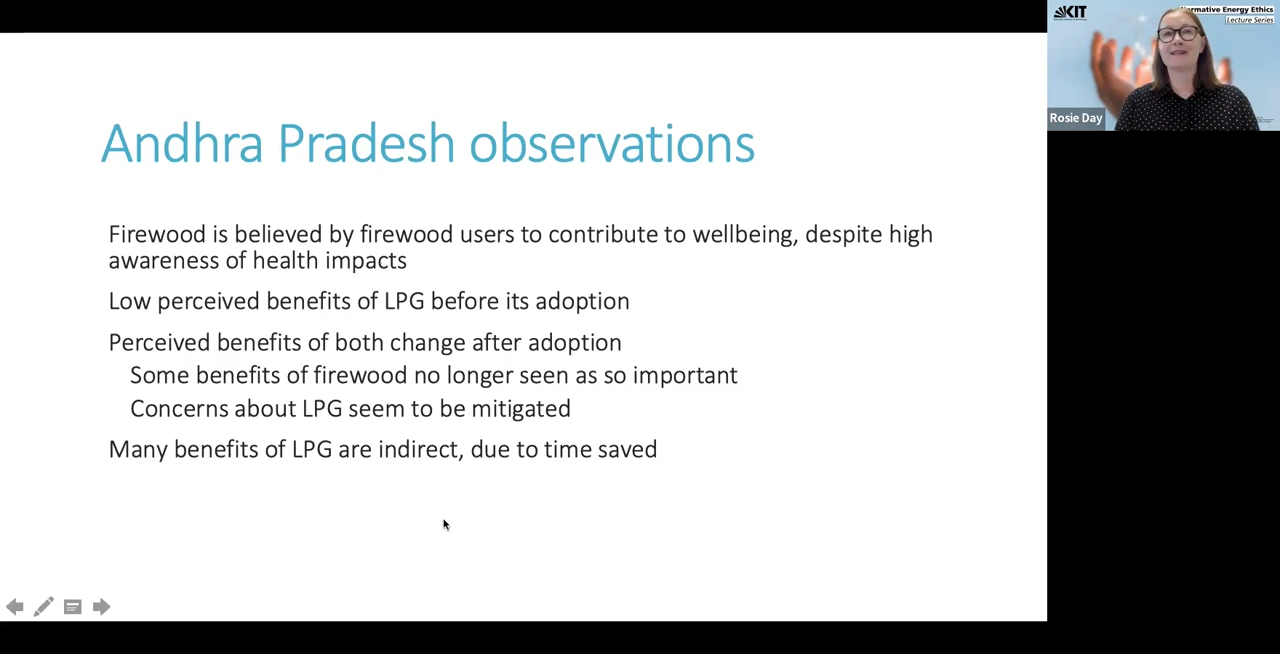 Andhra Pradesh observations
Firewood is believed by firewood users to contribute to wellbeing, despite high
awareness of health impacts
Low perceived benefits of LPG before its adoption
Perceived benefits of both change after adoption
Some benefits of firewood no longer seen as so important
Concerns about LPG seem to be mitigated
Many benefits of LPG are indirect, due to time saved
KIT
Energy Ethics
Lecture Series
Rosie Day